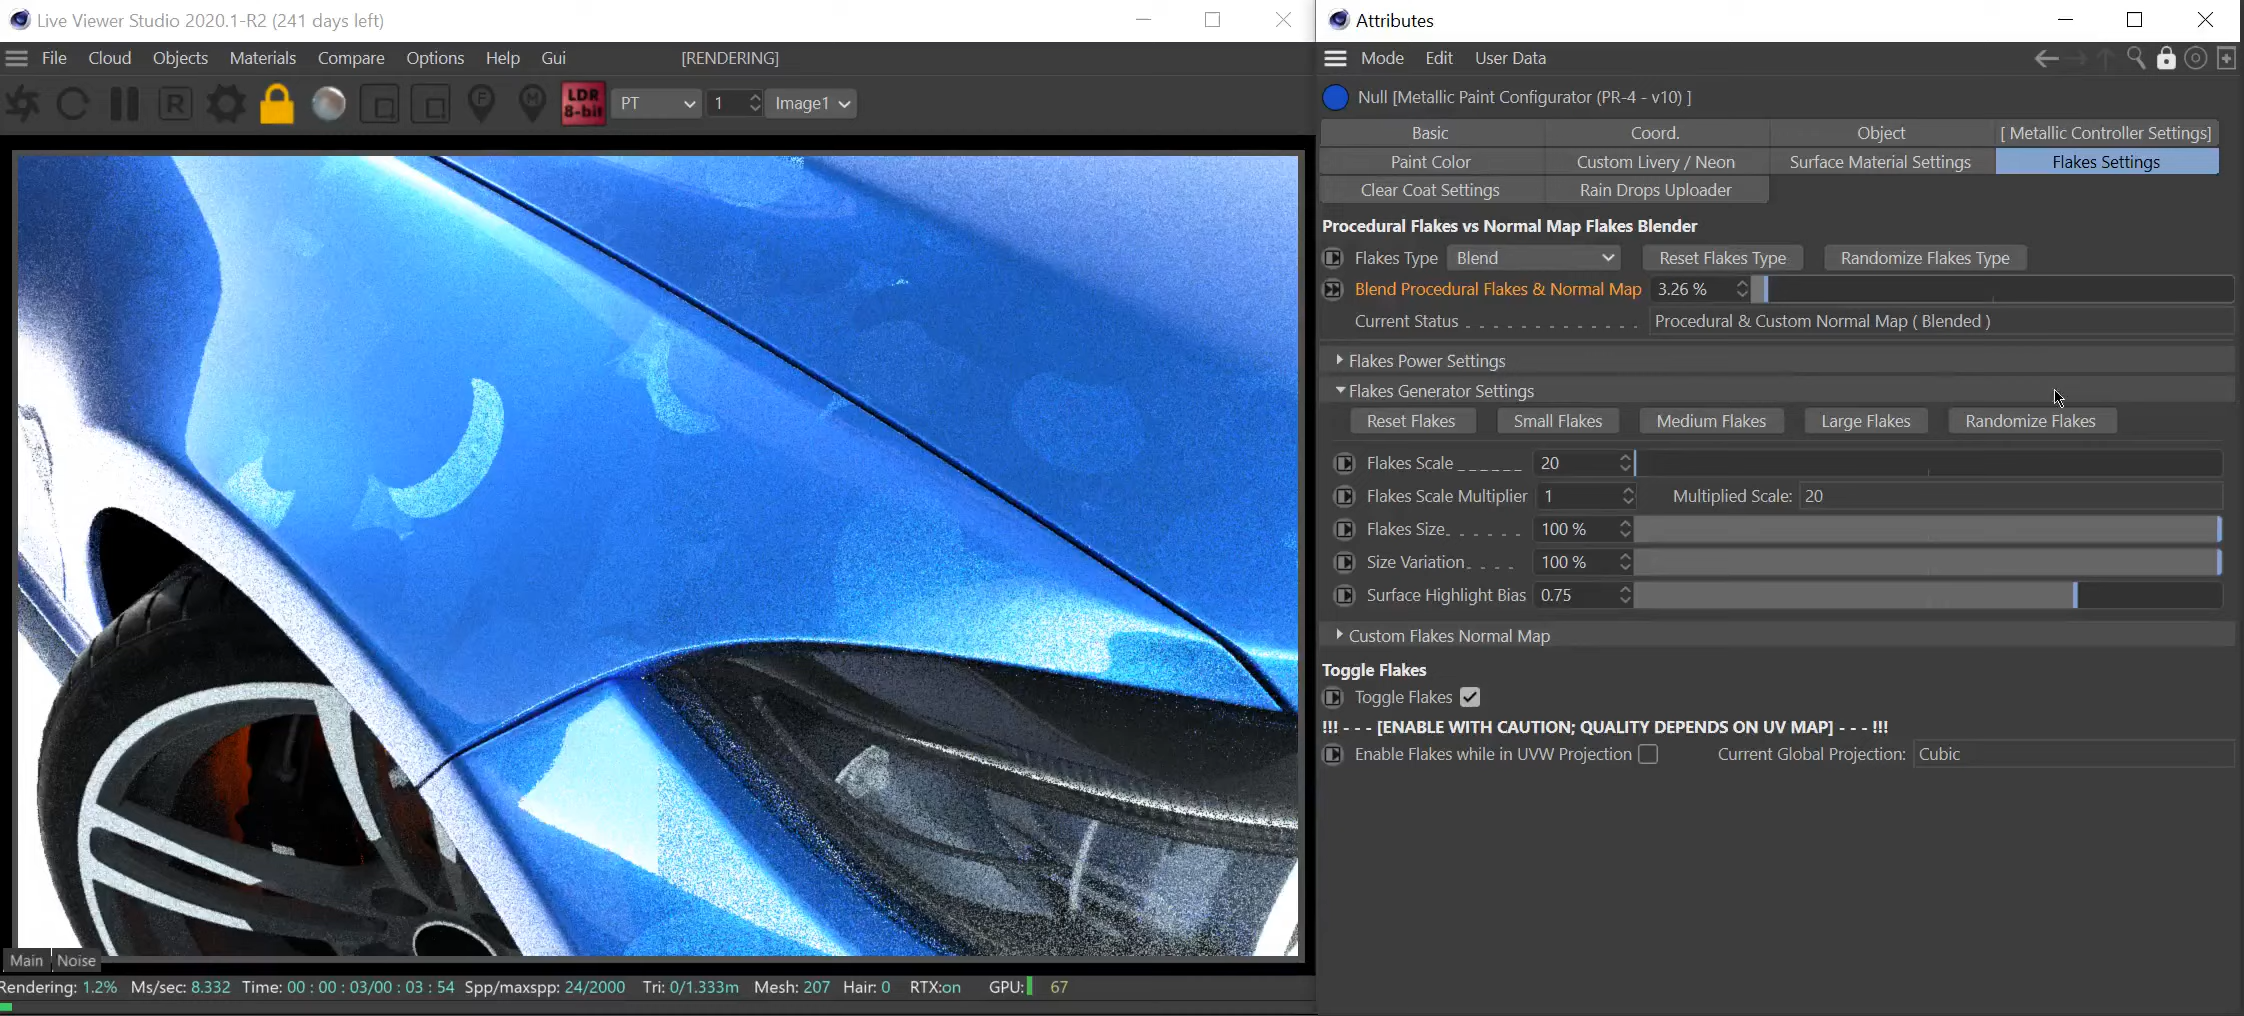 Live Viewer Studio 2020.1-R2 (241 days left)
File Cloud Objects Materials Compare Options Help Gui [RENDERING]
R F M LDR 8-bit PT 1 Image1
Main Noise
Rendering: 1.2% Ms/sec: 8.332 Time: 00 : 00 : 03/00 : 03 : 54 Spp/maxspp: 24/2000 Tri: 0/1.333m Mesh: 207 Hair: 0 RTX:on GPU: 67
Attributes
Mode Edit User Data
Null [Metallic Paint Configurator (PR-4 - v10) ]
Basic Coord. Object [ Metallic Controller Settings]
Paint Color Custom Livery / Neon Surface Material Settings Flakes Settings
Clear Coat Settings Rain Drops Uploader
Procedural Flakes vs Normal Map Flakes Blender
Flakes Type Blend Reset Flakes Type Randomize Flakes Type
Blend Procedural Flakes & Normal Map 3.26 %
Current Status . . . . . . . . . . . . . Procedural & Custom Normal Map ( Blended )
Flakes Power Settings
Flakes Generator Settings
Reset Flakes Small Flakes Medium Flakes Large Flakes Randomize Flakes
Flakes Scale 20
Flakes Scale Multiplier 1 Multiplied Scale: 20
Flakes Size. . . . . . 100 %
Size Variation. . . . 100 %
Surface Highlight Bias 0.75
Custom Flakes Normal Map
Toggle Flakes
Toggle Flakes
!!! - - - [ENABLE WITH CAUTION; QUALITY DEPENDS ON UV MAP] - - - !!!
Enable Flakes while in UVW Projection Current Global Projection: Cubic